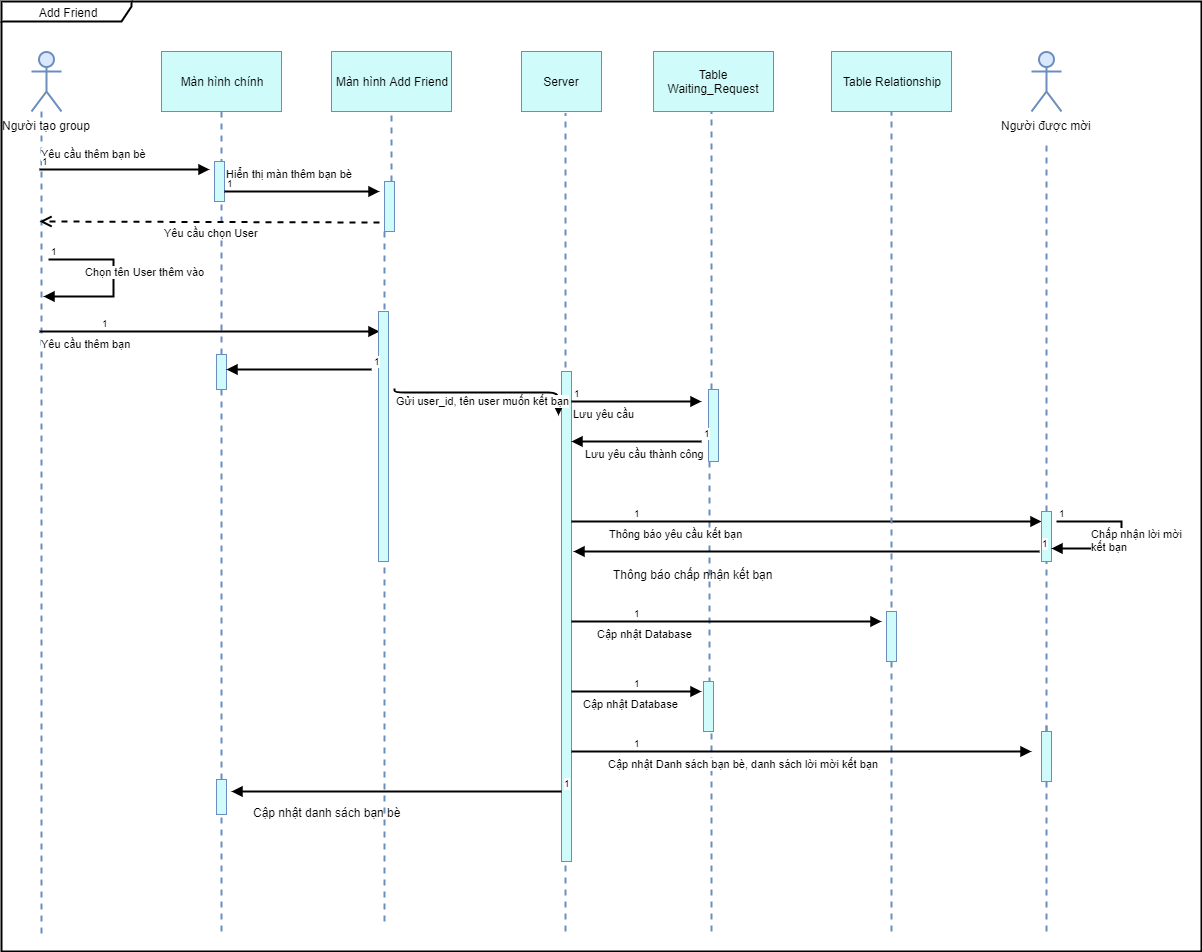 Add Friend
Màn hình chính
Màn hình Add Friend
Server
Table
Waiting_Request
Table Relationship
Người tạo group
Người được mời
Yêu cầu thêm bạn bè
1
Hiển thị màn thêm bạn bè
1
Yêu cầu chọn User
1
Chọn tên User thêm vào
1
Yêu cầu thêm bạn
1
Gửi user_id, tên user muốn kết bạn
1
Lưu yêu cầu
1
Lưu yêu cầu thành công
1
Thông báo yêu cầu kết bạn
1
Chấp nhận lời mời
kết bạn
1
Thông báo chấp nhận kết bạn
1
Cập nhật Database
1
Cập nhật Database
1
Cập nhật Danh sách bạn bè, danh sách lời mời kết bạn
1
Cập nhật danh sách bạn bè